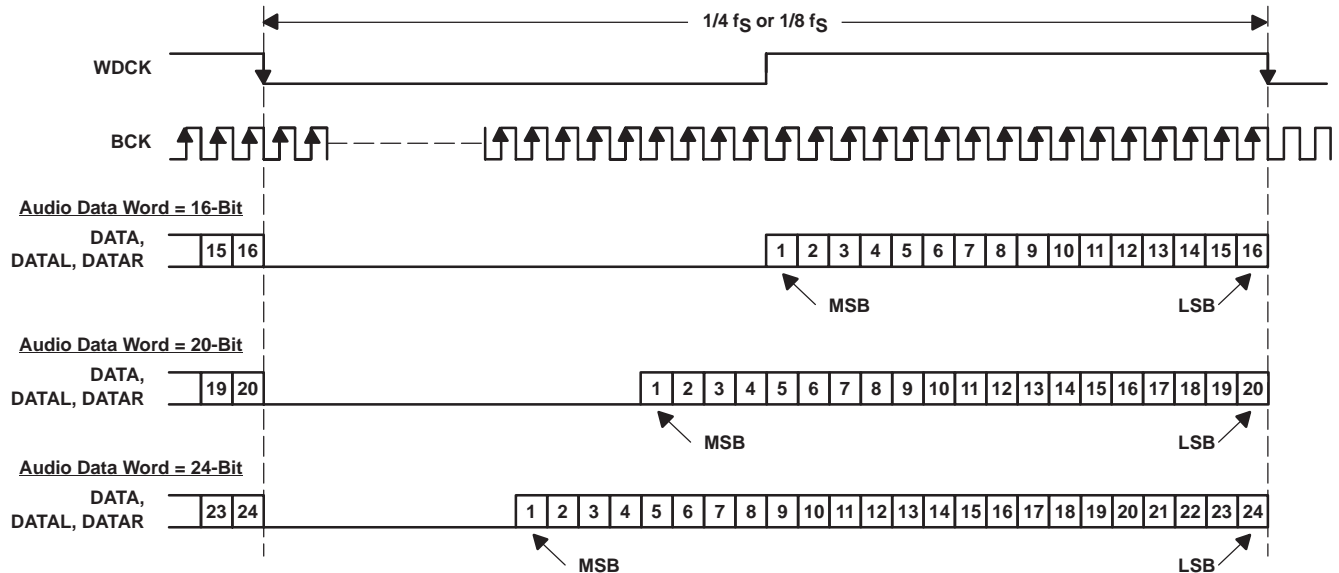 1/4 fS or 1/8 fS
WDCK
BCK
Audio Data Word = 16-Bit
DATA,
DATAL, DATAR
15 16 1 2 3 4 5 6 7 8 9 10 11 12 13 14 15 16
MSB LSB
Audio Data Word = 20-Bit
DATA,
DATAL, DATAR
19 20 1 2 3 4 5 6 7 8 9 10 11 12 13 14 15 16 17 18 19 20
MSB LSB
Audio Data Word = 24-Bit
DATA,
DATAL, DATAR
23 24 1 2 3 4 5 6 7 8 9 10 11 12 13 14 15 16 17 18 19 20 21 22 23 24
MSB LSB